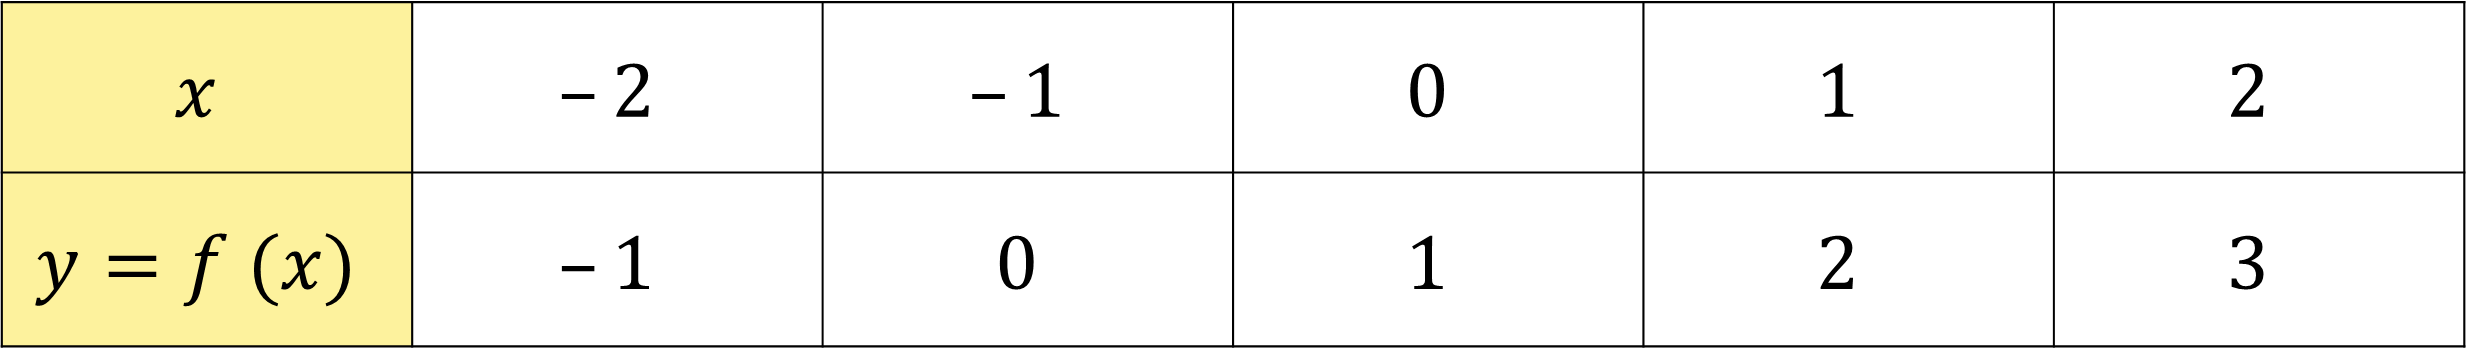 x − 2 − 1 0 1 2
y = f (x) − 1 0 1 2 3